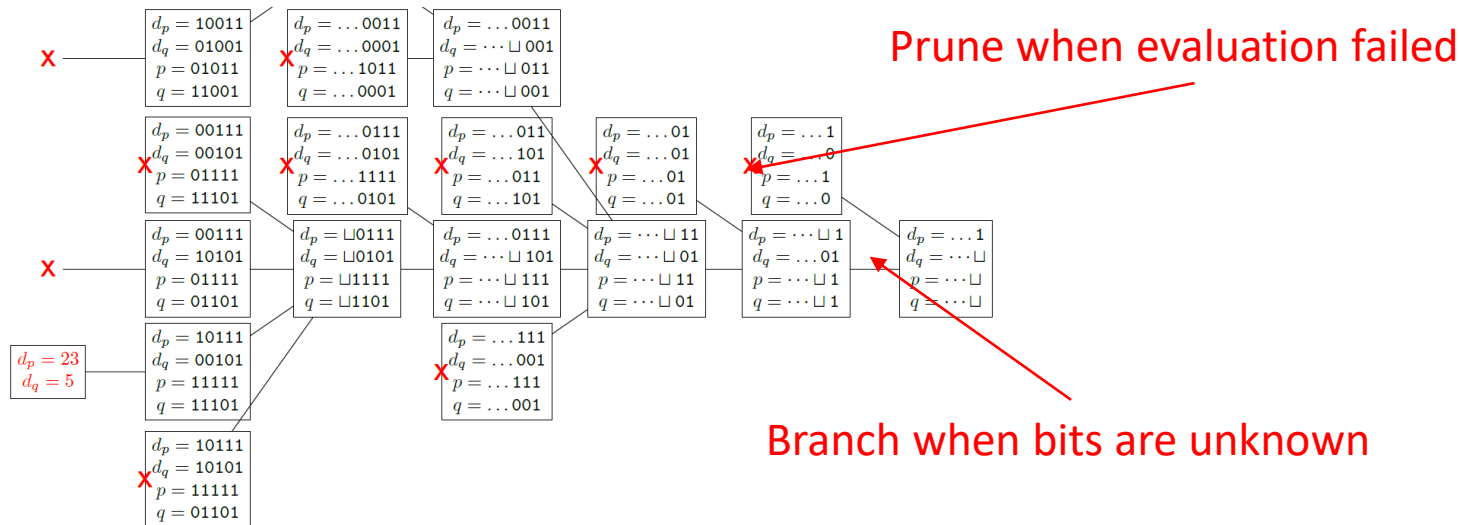 d_p = 10011
d_q = 01001
p = 01011
q = 11001
d_p = ...0011
d_q = ...0001
p = ...1011
q = ...0001
d_p = ...0011
d_q = ···⊔001
p = ···⊔011
q = ···⊔001
X
X
Prune when evaluation failed
d_p = 00111
d_q = 00101
p = 01111
q = 11101
X
d_p = ...0111
d_q = ...0101
p = ...1111
q = ...0101
X
d_p = ...011
d_q = ...101
p = ...011
q = ...101
X
d_p = ...01
d_q = ...01
p = ...01
q = ...01
X
d_p = ...1
d_q = ...0
p = ...1
q = ...0
X
X
d_p = 00111
d_q = 10101
p = 01111
q = 01101
d_p = ⊔0111
d_q = ⊔0101
p = ⊔1111
q = ⊔1101
d_p = ...0111
d_q = ···⊔101
p = ···⊔111
q = ···⊔101
d_p = ···⊔11
d_q = ···⊔01
p = ···⊔11
q = ···⊔01
d_p = ···⊔1
d_q = ...01
p = ···⊔1
q = ···⊔1
d_p = ...1
d_q = ···⊔
p = ···⊔
q = ···⊔
d_p = 23
d_q = 5
d_p = 10111
d_q = 00101
p = 11111
q = 11101
d_p = ...111
d_q = ...001
p = ...111
q = ...001
X
Branch when bits are unknown
d_p = 10111
d_q = 10101
p = 11111
q = 01101
X